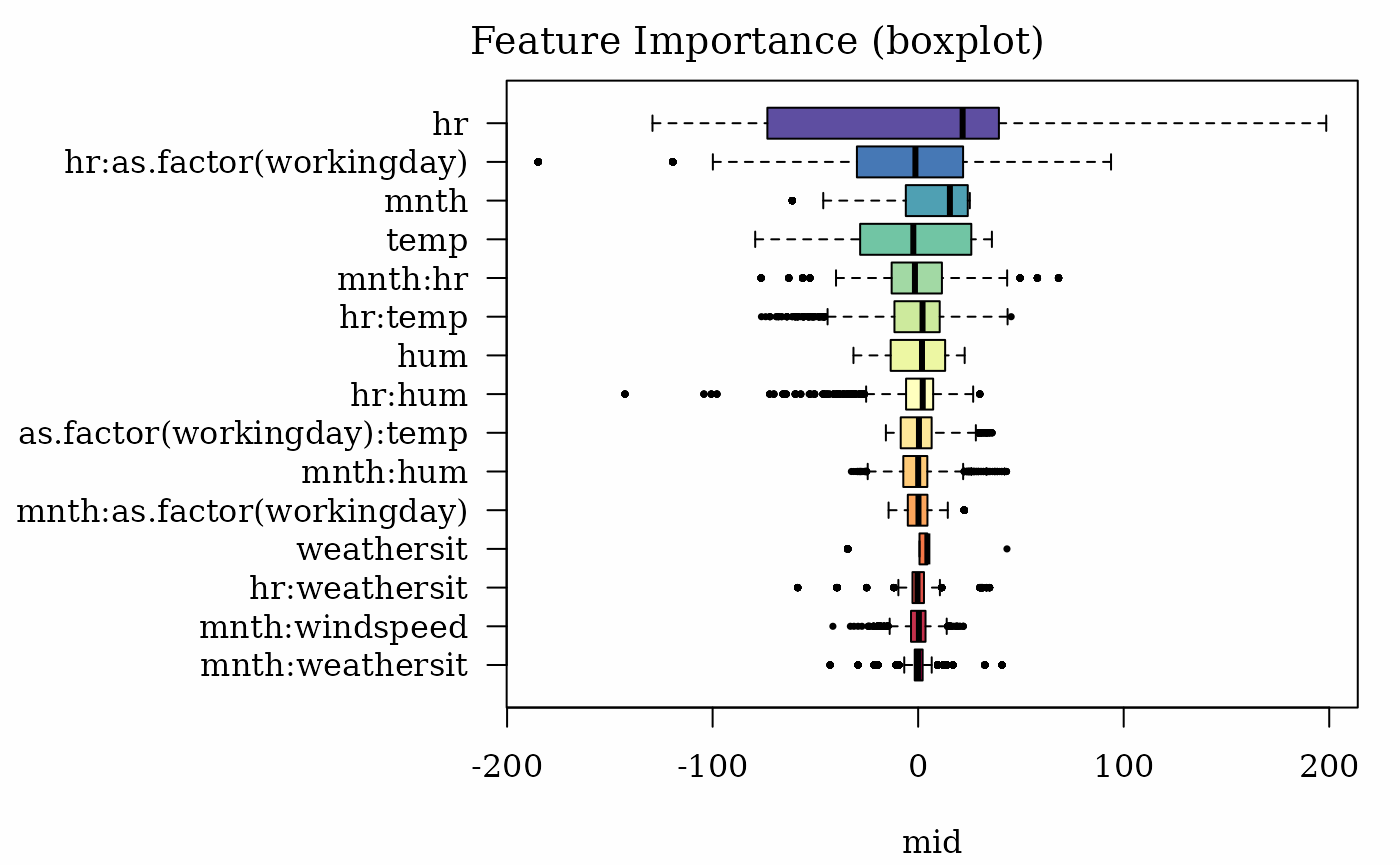 Feature Importance (boxplot)
hr
hr:as.factor(workingday)
mnth
temp
mnth:hr
hr:temp
hum
hr:hum
as.factor(workingday):temp
mnth:hum
mnth:as.factor(workingday)
weathersit
hr:weathersit
mnth:windspeed
mnth:weathersit
-200 -100 0 100 200
mid